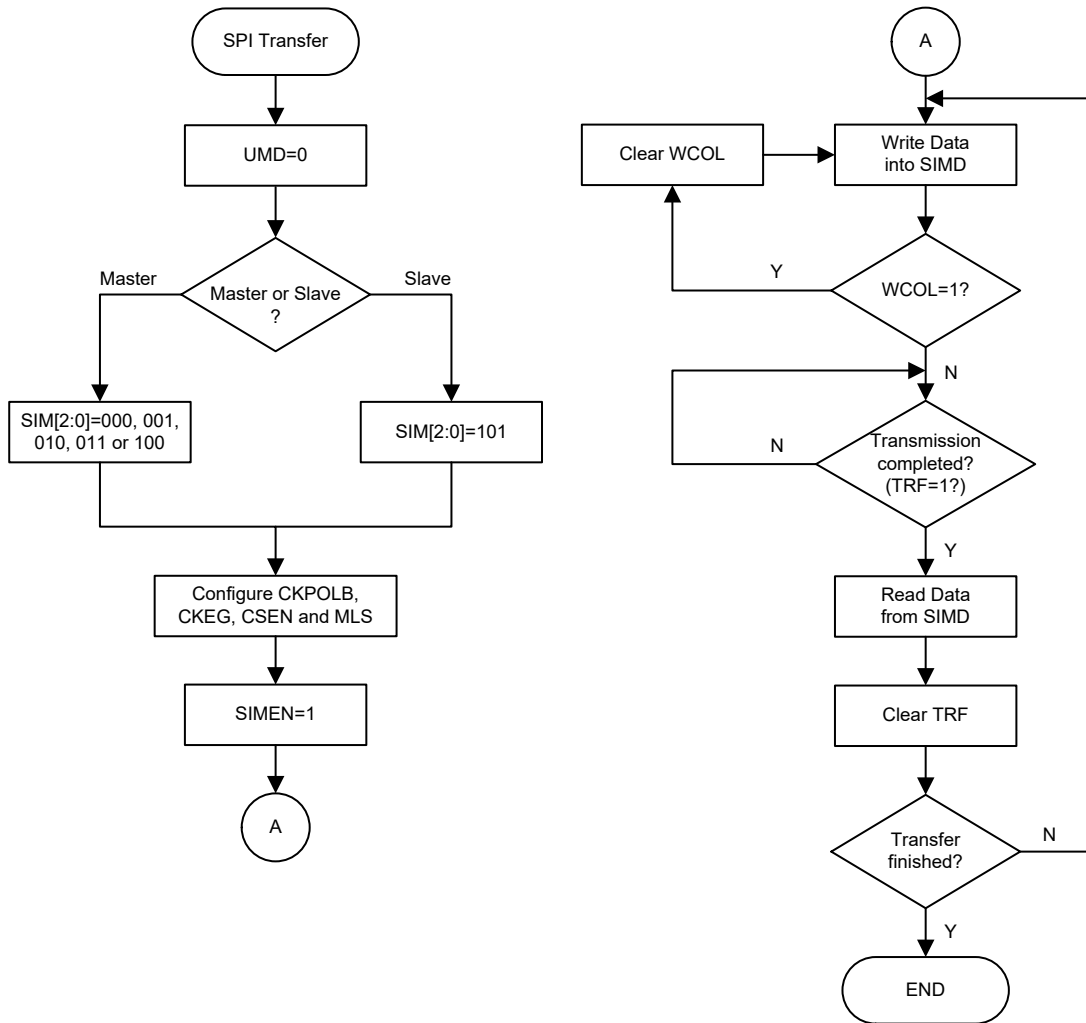 SPI Transfer
UMD=0
Master
Master or Slave
?
Slave
SIM[2:0]=000, 001,
010, 011 or 100
SIM[2:0]=101
Configure CKPOLB,
CKEG, CSEN and MLS
SIMEN=1
A
A
Clear WCOL
Write Data
into SIMD
Y
WCOL=1?
N
N
Transmission
completed?
(TRF=1?)
Y
Read Data
from SIMD
Clear TRF
Transfer
finished?
N
Y
END